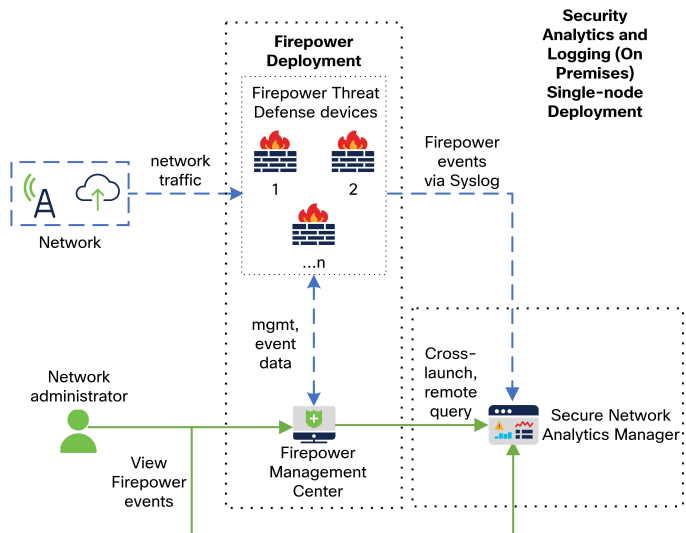 Security
Analytics and
Logging (On
Premises)
Single-node
Deployment
Firepower
Deployment
Firepower Threat
Defense devices
1
2
...n
network
traffic
Network
Firepower
events
via Syslog
mgmt,
event
data
Cross-
launch,
remote
query
Network
administrator
Firepower
Management
Center
Secure Network
Analytics Manager
View
Firepower
events